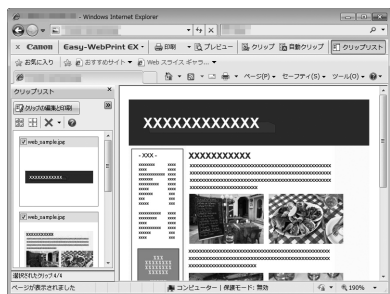 - Windows Internet Explorer
× Canon Easy-WebPrint EX ▾ 印刷 ▾ プレビュー クリップ 自動クリップ クリップリスト
お気に入り おすすめサイト ▾ Web スライス ギャラ... ▾
ページ(P) ▾ セーフティ(S) ▾ ツール(O) ▾
クリップリスト ×
クリップの編集と印刷
web_sample.jpg
XXXXXXXXXXXX
web_sample.jpg
選択されたクリップ 4/4
XXXXXXXXXXXX
- XXX -
XXXXXXXXXXX
ページが表示されました
コンピューター | 保護モード: 無効
190%